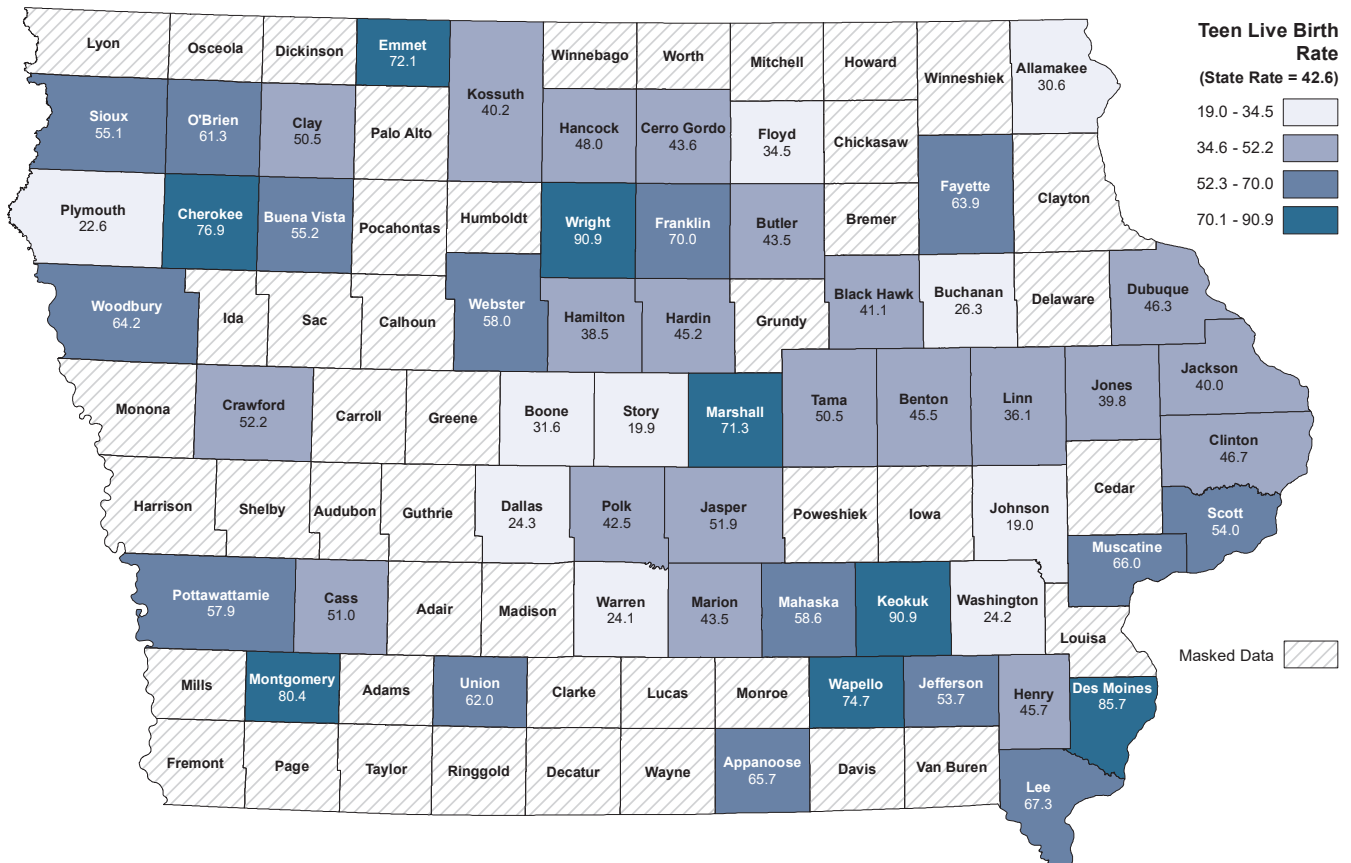 Teen Live Birth
Rate
(State Rate = 42.6)
19.0 - 34.5
34.6 - 52.2
52.3 - 70.0
70.1 - 90.9
Masked Data
Lyon
Osceola
Dickinson
Emmet
72.1
Kossuth
40.2
Winnebago
Worth
Mitchell
Howard
Winneshiek
Allamakee
30.6
Sioux
55.1
O'Brien
61.3
Clay
50.5
Palo Alto
Hancock
48.0
Cerro Gordo
43.6
Floyd
34.5
Chickasaw
Fayette
63.9
Clayton
Plymouth
22.6
Cherokee
76.9
Buena Vista
55.2
Pocahontas
Humboldt
Wright
90.9
Franklin
70.0
Butler
43.5
Bremer
Woodbury
64.2
Ida
Sac
Calhoun
Webster
58.0
Hamilton
38.5
Hardin
45.2
Grundy
Black Hawk
41.1
Buchanan
26.3
Delaware
Dubuque
46.3
Monona
Crawford
52.2
Carroll
Greene
Boone
31.6
Story
19.9
Marshall
71.3
Tama
50.5
Benton
45.5
Linn
36.1
Jones
39.8
Jackson
40.0
Clinton
46.7
Harrison
Shelby
Audubon
Guthrie
Dallas
24.3
Polk
42.5
Jasper
51.9
Poweshiek
Iowa
Johnson
19.0
Cedar
Scott
54.0
Muscatine
66.0
Pottawattamie
57.9
Cass
51.0
Adair
Madison
Warren
24.1
Marion
43.5
Mahaska
58.6
Keokuk
90.9
Washington
24.2
Louisa
Mills
Montgomery
80.4
Adams
Union
62.0
Clarke
Lucas
Monroe
Wapello
74.7
Jefferson
53.7
Henry
45.7
Des Moines
85.7
Fremont
Page
Taylor
Ringgold
Decatur
Wayne
Appanoose
65.7
Davis
Van Buren
Lee
67.3